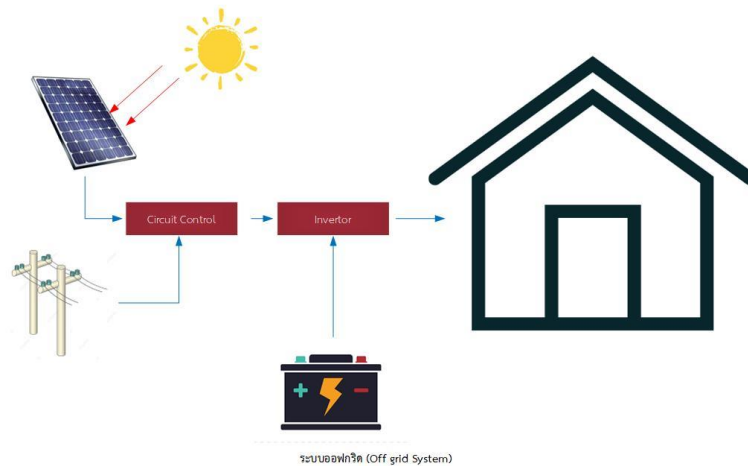 Circuit Control
Invertor
ระบบออฟกริด (Off grid System)